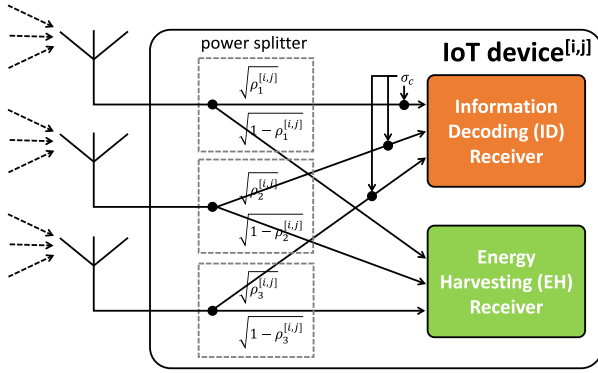 power splitter
IoT device[i,j]
√ρ₁[i,j]
√1 − ρ₁[i,j]
σc
Information
Decoding (ID)
Receiver
√ρ₂[i,j]
√1 − ρ₂[i,j]
√ρ₃[i,j]
√1 − ρ₃[i,j]
Energy
Harvesting (EH)
Receiver